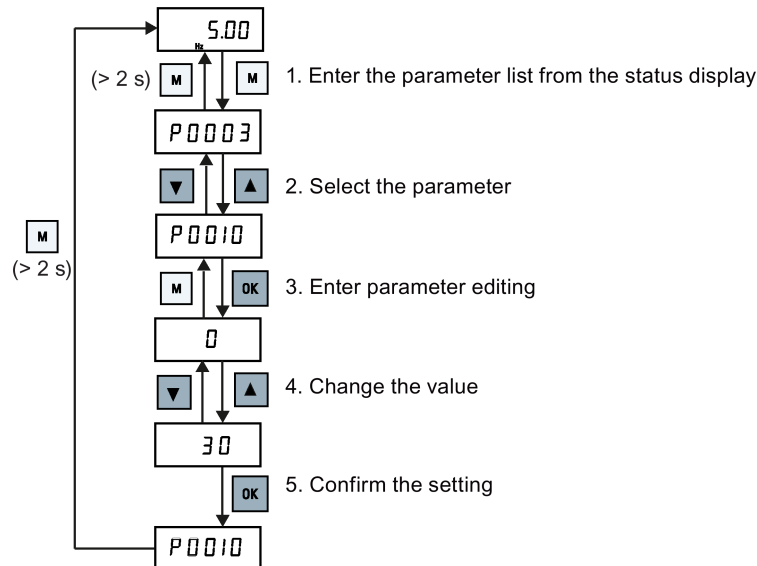 5.00
Hz
(> 2 s) M M 1. Enter the parameter list from the status display
P0003
▼ ▲ 2. Select the parameter
P0010
M
(> 2 s)
M OK 3. Enter parameter editing
0
▼ ▲ 4. Change the value
30
OK 5. Confirm the setting
P0010